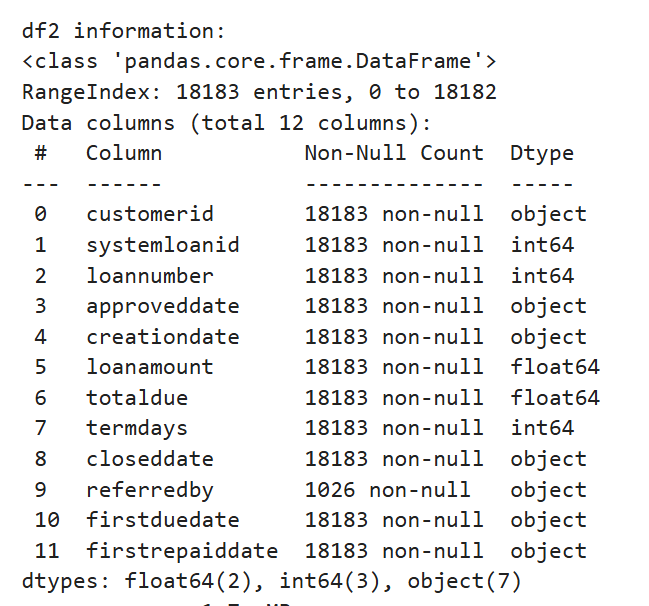 df2 information:
<class 'pandas.core.frame.DataFrame'>
RangeIndex: 18183 entries, 0 to 18182
Data columns (total 12 columns):
 #   Column           Non-Null Count  Dtype
---  ------           --------------  -----
 0   customerid       18183 non-null  object
 1   systemloanid     18183 non-null  int64
 2   loannumber       18183 non-null  int64
 3   approveddate     18183 non-null  object
 4   creationdate     18183 non-null  object
 5   loanamount       18183 non-null  float64
 6   totaldue         18183 non-null  float64
 7   termdays         18183 non-null  int64
 8   closeddate       18183 non-null  object
 9   referredby       1026 non-null   object
 10  firstduedate     18183 non-null  object
 11  firstrepaiddate  18183 non-null  object
dtypes: float64(2), int64(3), object(7)